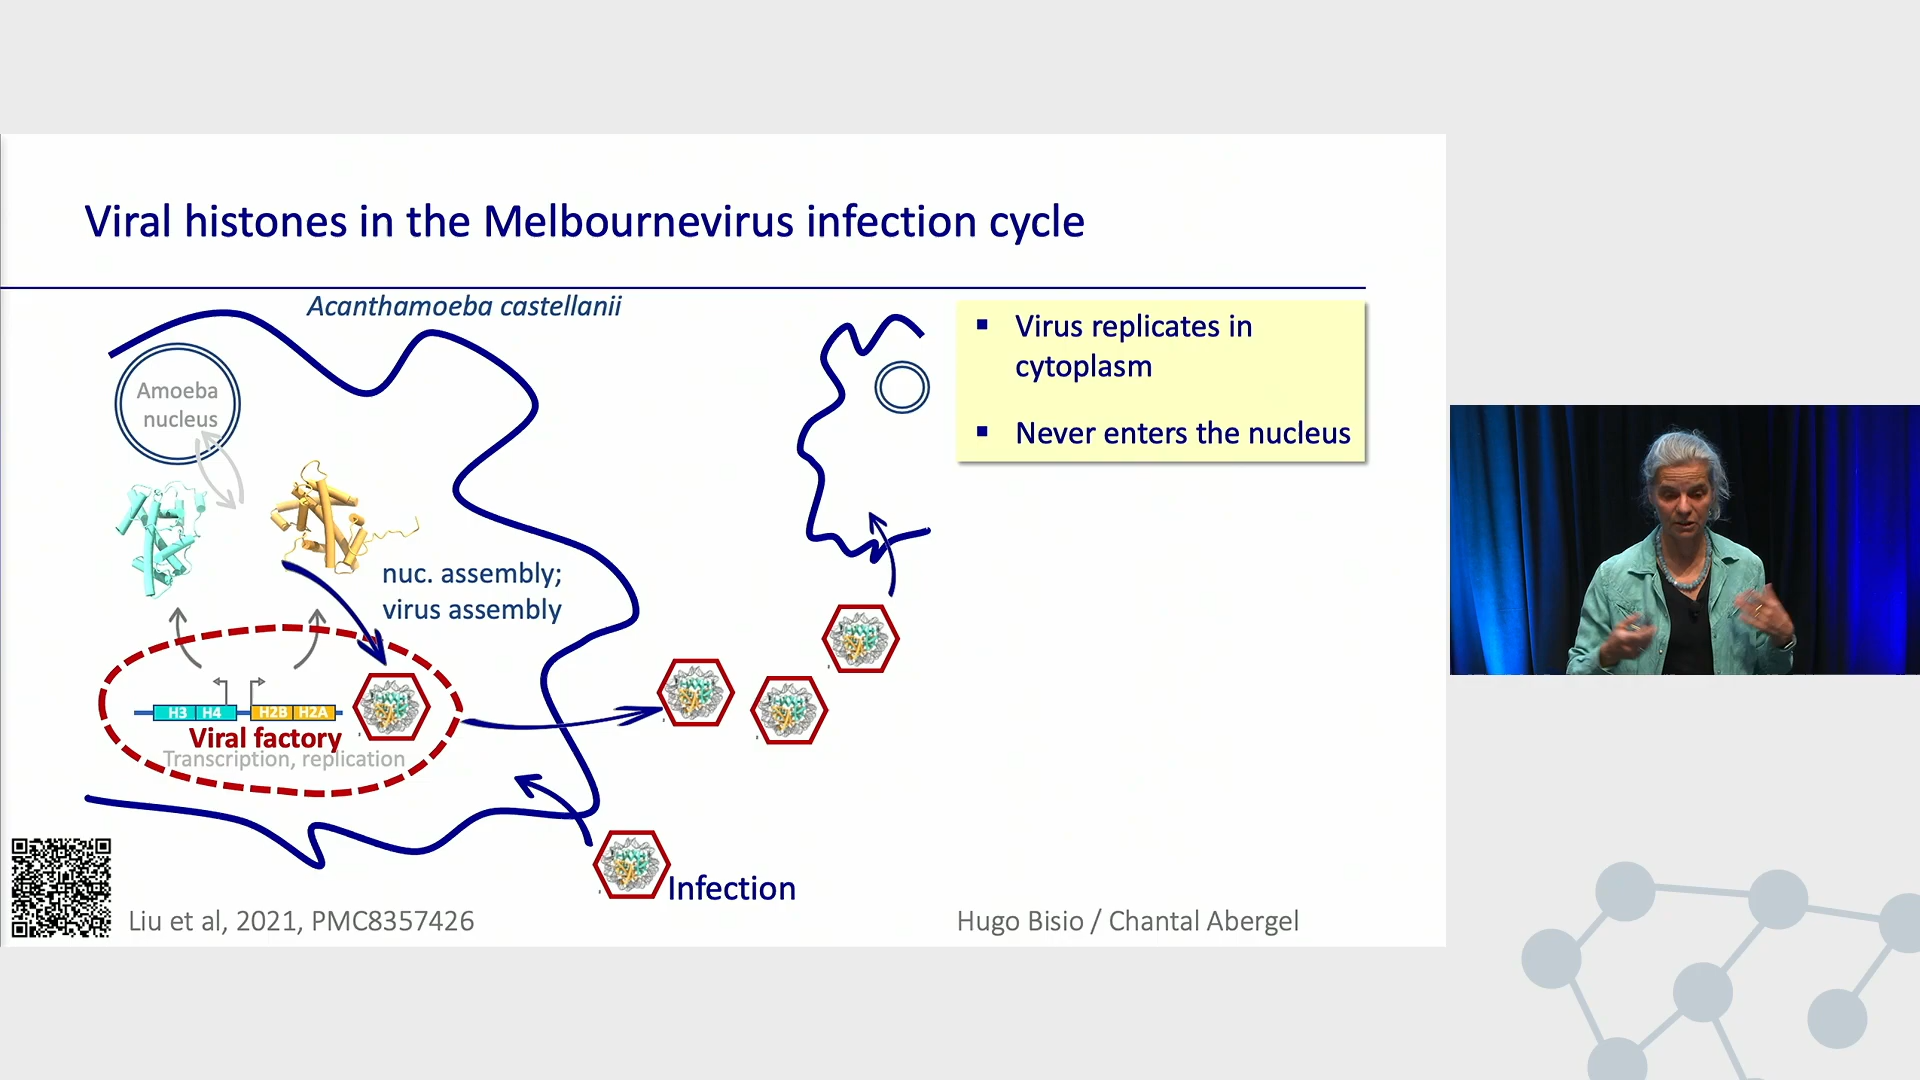 Viral histones in the Melbournevirus infection cycle
Acanthamoeba castellanii
Amoeba
nucleus
nuc. assembly;
virus assembly
H3 H4 H2B H2A
Viral factory
Transcription, replication
Infection
▪ Virus replicates in
cytoplasm
▪ Never enters the nucleus
Liu et al, 2021, PMC8357426
Hugo Bisio / Chantal Abergel